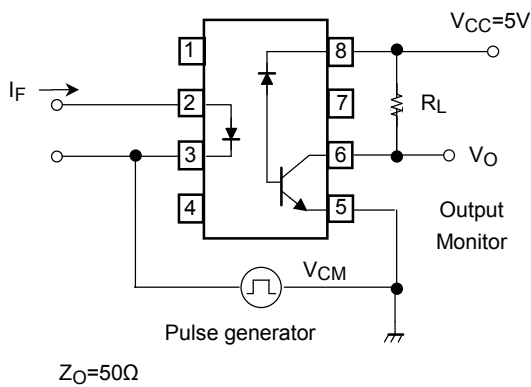 VCC=5V
1
8
IF
2
7
RL
3
6
VO
4
5
Output
Monitor
VCM
Pulse generator
ZO=50Ω